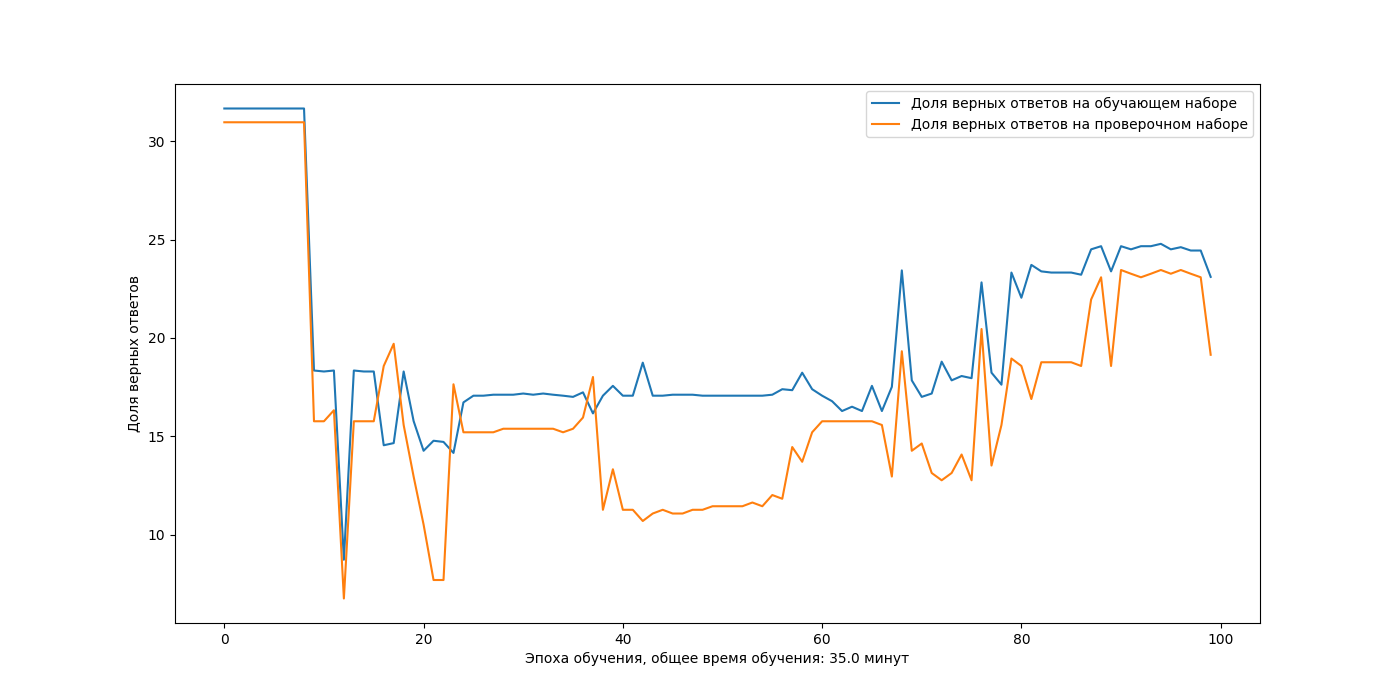 Доля верных ответов на обучающем наборе
Доля верных ответов на проверочном наборе
Доля верных ответов
30
25
20
15
10
0
20
40
60
80
100
Эпоха обучения, общее время обучения: 35.0 минут